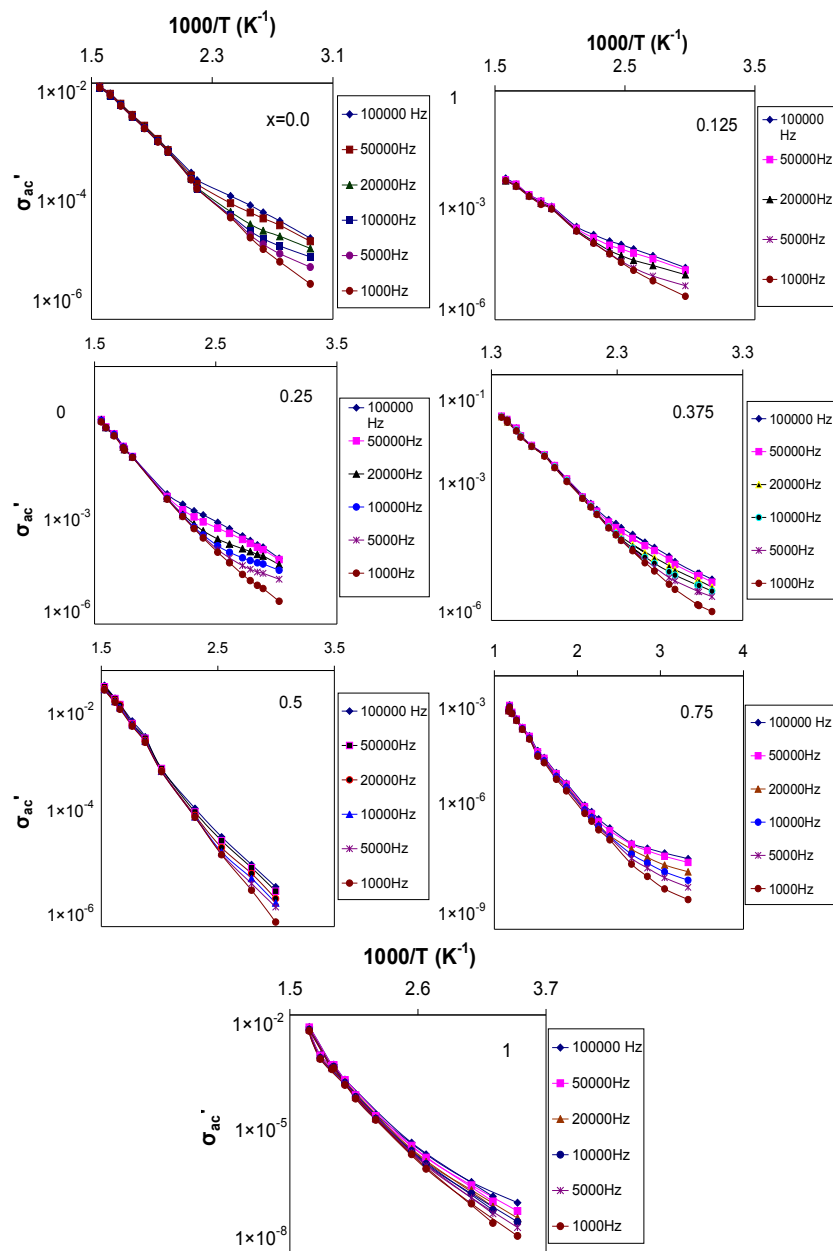 1000/T (K⁻¹)
1.5 2.3 3.1
1×10⁻²
1×10⁻⁴
1×10⁻⁶
σac'
x=0.0
100000 Hz
50000Hz
20000Hz
10000Hz
5000Hz
1000Hz
1000/T (K⁻¹)
1.5 2.5 3.5
1
1×10⁻³
1×10⁻⁶
0.125
100000
Hz
50000Hz
20000Hz
5000Hz
1000Hz
1.5 2.5 3.5
0
1×10⁻³
1×10⁻⁶
σac'
0.25
100000
Hz
50000Hz
20000Hz
10000Hz
5000Hz
1000Hz
1.3 2.3 3.3
1×10⁻¹
1×10⁻³
1×10⁻⁶
0.375
100000 Hz
50000Hz
20000Hz
10000Hz
5000Hz
1000Hz
1.5 2.5 3.5
1×10⁻²
1×10⁻⁴
1×10⁻⁶
σac'
0.5
100000 Hz
50000Hz
20000Hz
10000Hz
5000Hz
1000Hz
1 2 3 4
1×10⁻³
1×10⁻⁶
1×10⁻⁹
0.75
100000 Hz
50000Hz
20000Hz
10000Hz
5000Hz
1000Hz
1000/T (K⁻¹)
1.5 2.6 3.7
1×10⁻²
1×10⁻⁵
1×10⁻⁸
σac'
1
100000 Hz
50000Hz
20000Hz
10000Hz
5000Hz
1000Hz